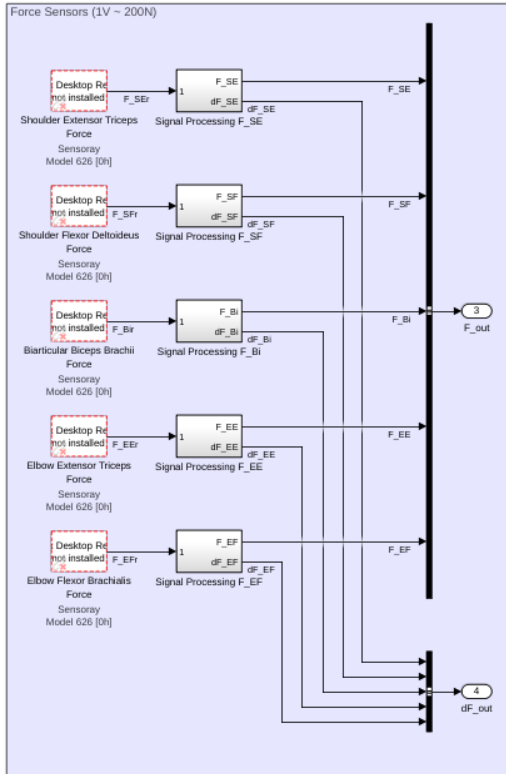 Force Sensors (1V ~ 200N)
Desktop Re
not installed
F_SEr
1
F_SE
dF_SE
F_SE
dF_SE
Shoulder Extensor Triceps
Force
Signal Processing F_SE
Sensoray
Model 626 [0h]
Desktop Re
not installed
F_SFr
1
F_SF
dF_SF
F_SF
dF_SF
Shoulder Flexor Deltoideus
Force
Signal Processing F_SF
Sensoray
Model 626 [0h]
Desktop Re
not installed
F_Bir
1
F_Bi
dF_Bi
F_Bi
dF_Bi
3
F_out
Biarticular Biceps Brachii
Force
Signal Processing F_Bi
Sensoray
Model 626 [0h]
Desktop Re
not installed
F_EEr
1
F_EE
dF_EE
F_EE
dF_EE
Elbow Extensor Triceps
Force
Signal Processing F_EE
Sensoray
Model 626 [0h]
Desktop Re
not installed
F_EFr
1
F_EF
dF_EF
F_EF
dF_EF
Elbow Flexor Brachialis
Force
Signal Processing F_EF
Sensoray
Model 626 [0h]
4
dF_out